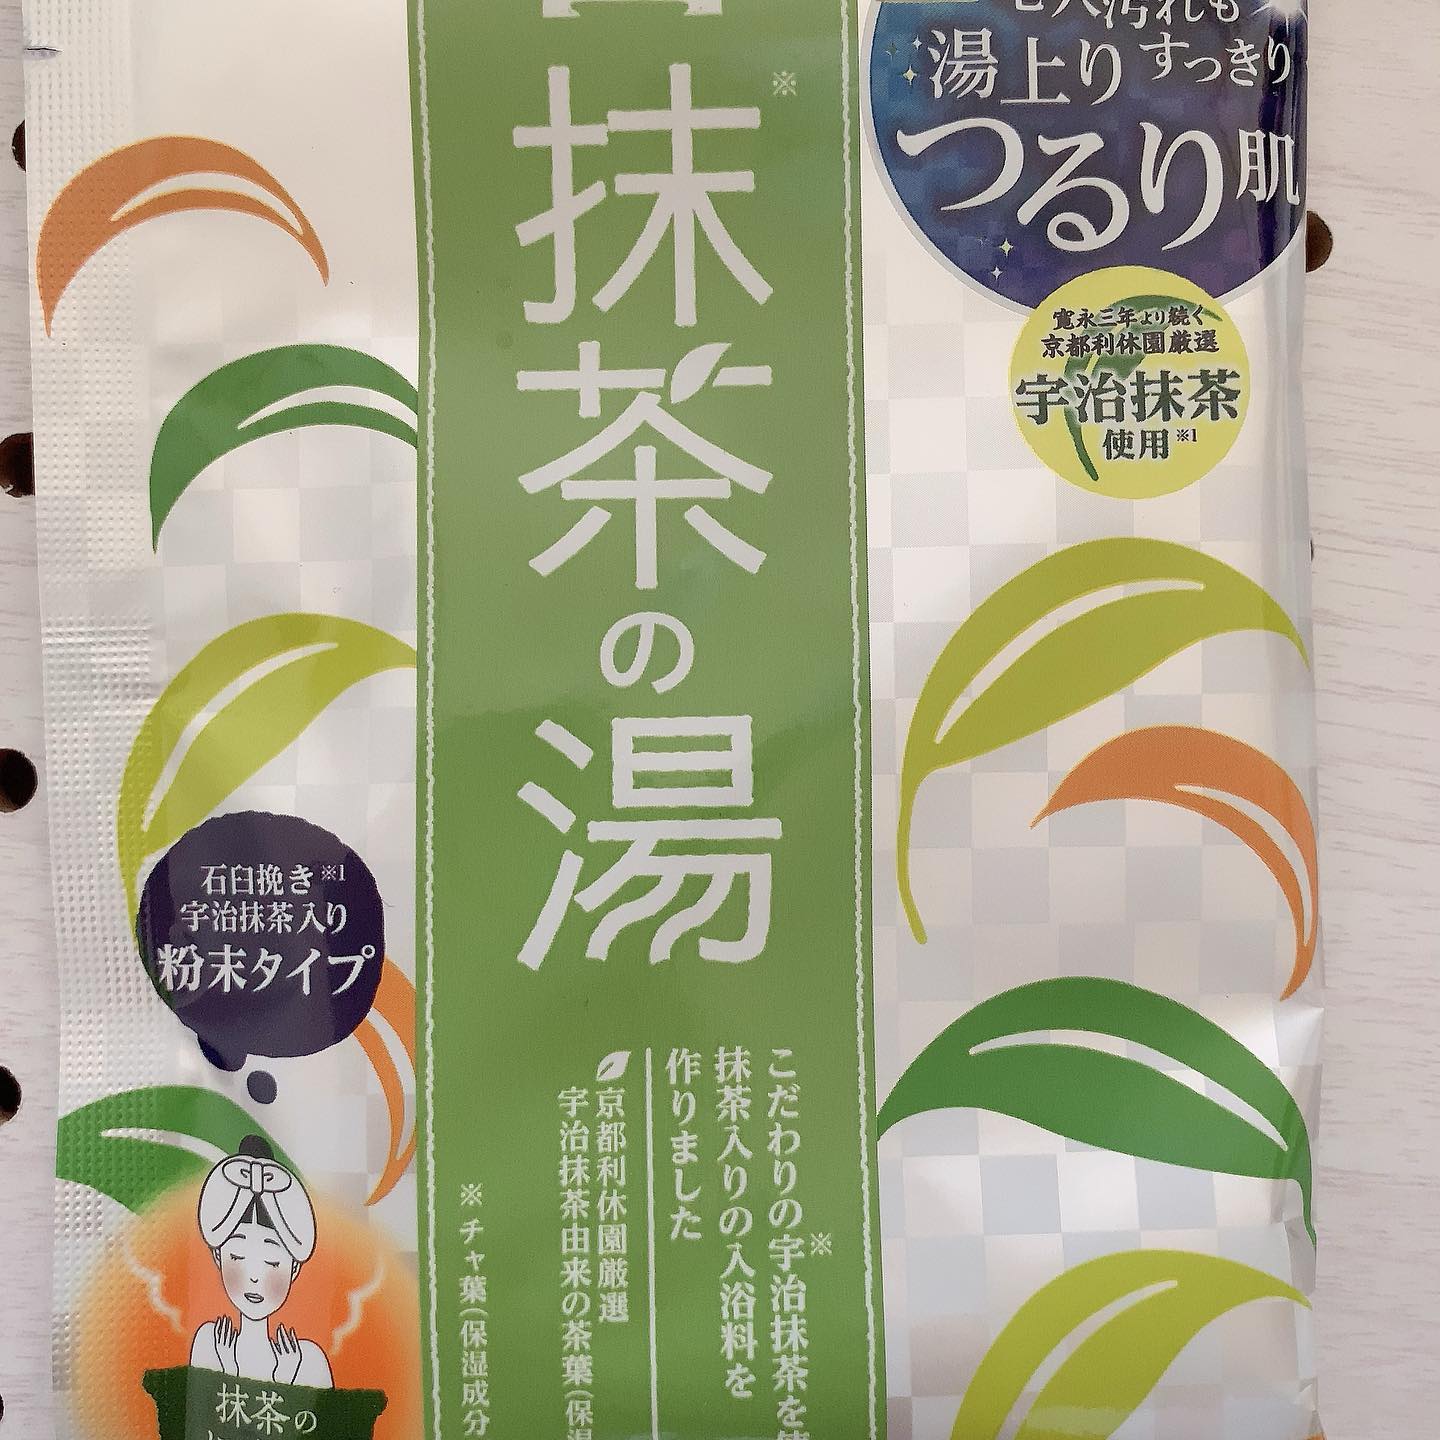 抹茶の湯
※
湯上りすっきり
つるり肌
寛永三年より続く
京都利休園厳選
宇治抹茶
使用※1
石臼挽き※1
宇治抹茶入り
粉末タイプ
こだわりの宇治抹茶※を使
抹茶入りの入浴料を
作りました
京都利休園厳選
宇治抹茶由来の茶葉(保湿
※チャ葉(保湿成分
抹茶の